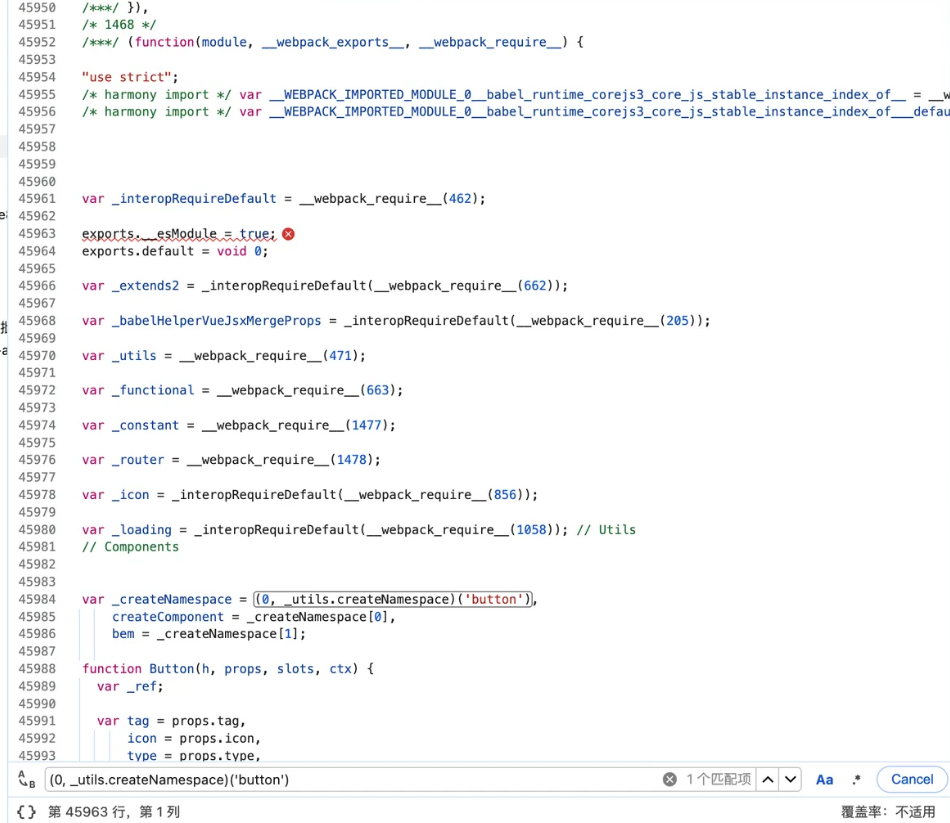 45950 /***/ }),
45951 /* 1468 */
45952 /***/ (function(module, __webpack_exports__, __webpack_require__) {
45953
45954 "use strict";
45955 /* harmony import */ var __WEBPACK_IMPORTED_MODULE_0__babel_runtime_corejs3_core_js_stable_instance_index_of__ = __w
45956 /* harmony import */ var __WEBPACK_IMPORTED_MODULE_0__babel_runtime_corejs3_core_js_stable_instance_index_of___defau
45957
45958
45959
45960
45961 var _interopRequireDefault = __webpack_require__(462);
45962
45963 exports.__esModule = true;
45964 exports.default = void 0;
45965
45966 var _extends2 = _interopRequireDefault(__webpack_require__(662));
45967
45968 var _babelHelperVueJsxMergeProps = _interopRequireDefault(__webpack_require__(205));
45969
45970 var _utils = __webpack_require__(471);
45971
45972 var _functional = __webpack_require__(663);
45973
45974 var _constant = __webpack_require__(1477);
45975
45976 var _router = __webpack_require__(1478);
45977
45978 var _icon = _interopRequireDefault(__webpack_require__(856));
45979
45980 var _loading = _interopRequireDefault(__webpack_require__(1058)); // Utils
45981 // Components
45982
45983
45984 var _createNamespace = (0, _utils.createNamespace)('button'),
45985 createComponent = _createNamespace[0],
45986 bem = _createNamespace[1];
45987
45988 function Button(h, props, slots, ctx) {
45989 var _ref;
45990
45991 var tag = props.tag,
45992 icon = props.icon,
45993 type = props.type,
A B (0, _utils.createNamespace)('button') 1 个匹配项 Aa .* Cancel
{} 第 45963 行，第 1 列 覆盖率：不适用